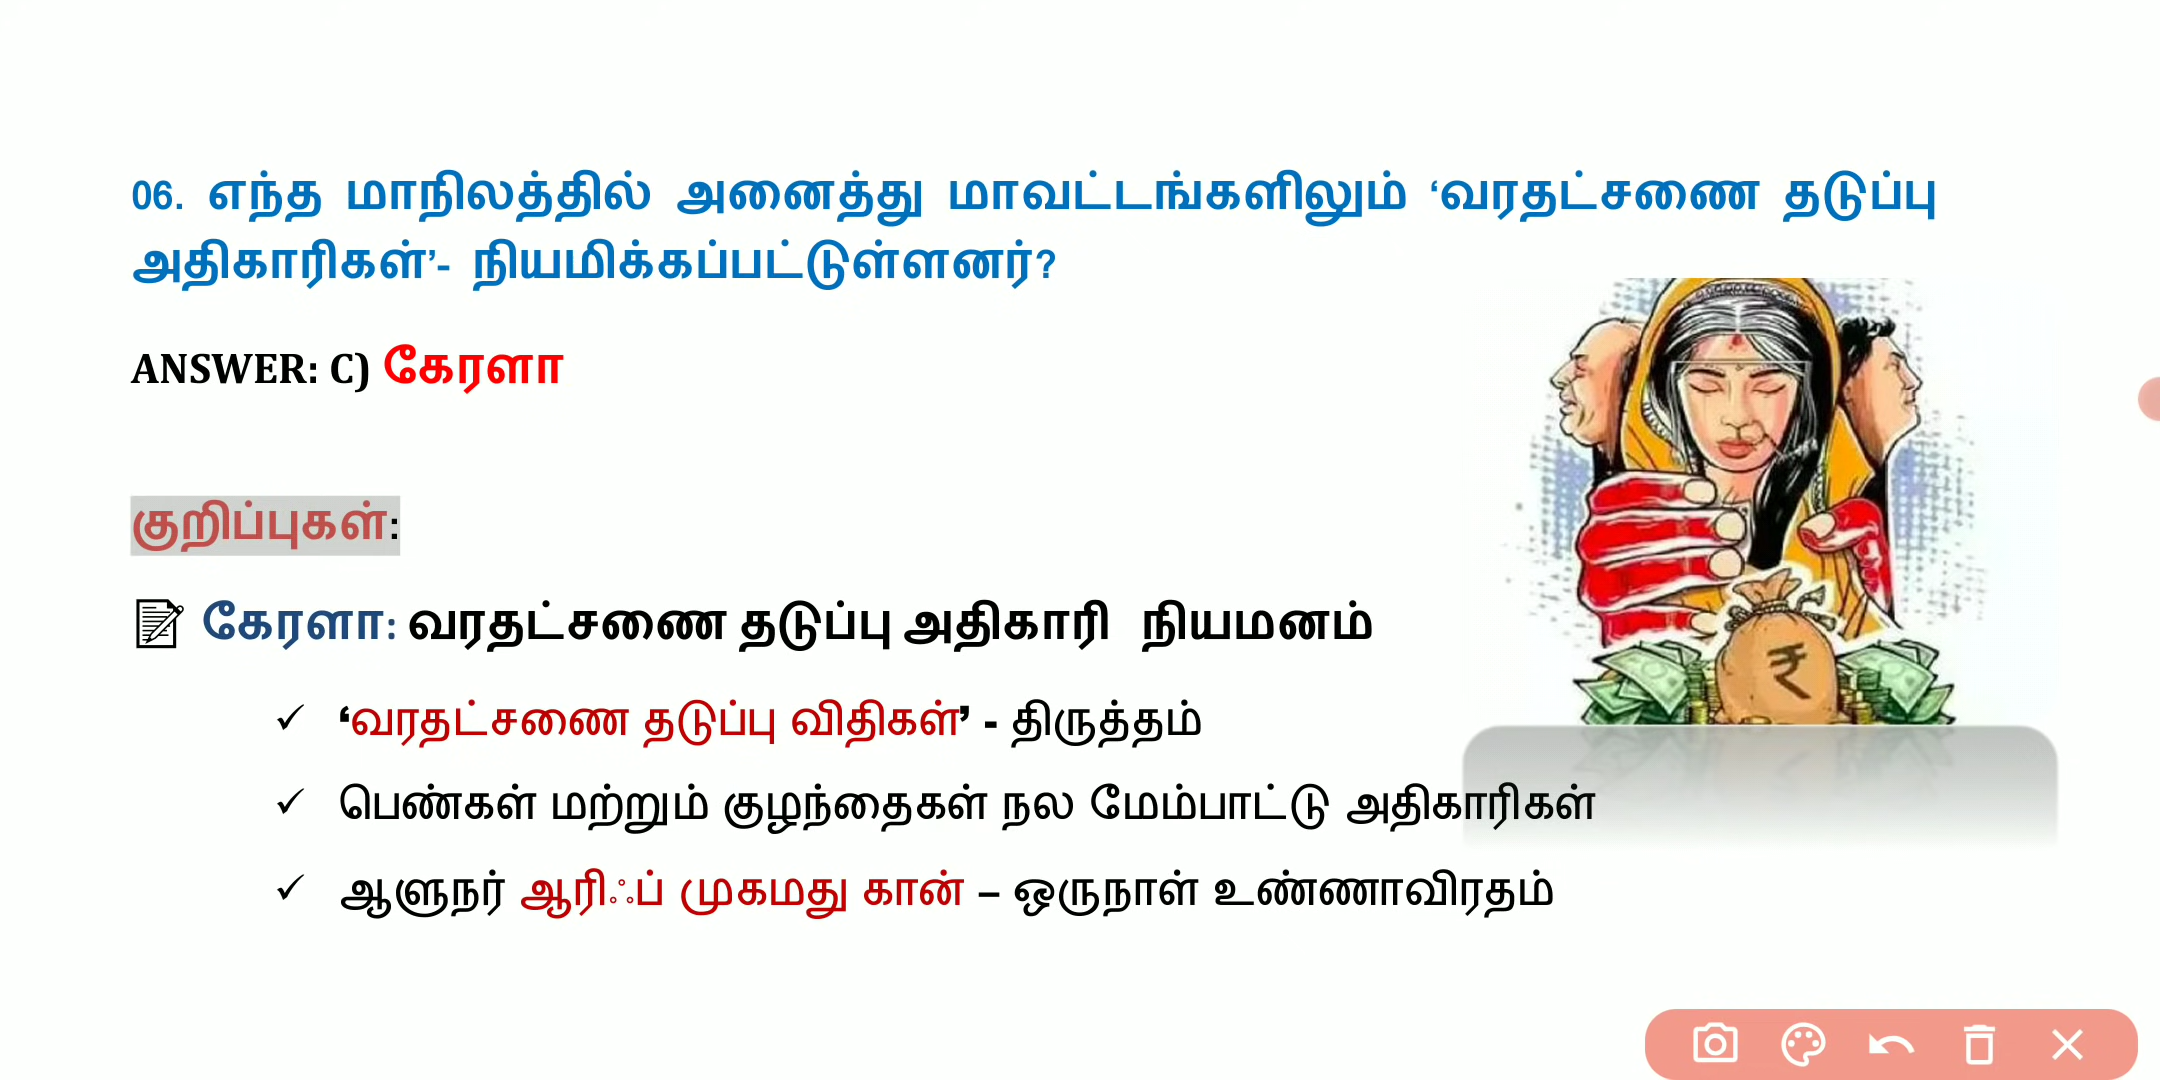 06. எந்த மாநிலத்தில் அனைத்து மாவட்டங்களிலும் ‘வரதட்சணை தடுப்பு
அதிகாரிகள்’- நியமிக்கப்பட்டுள்ளனர்?
ANSWER: C) கேரளா
குறிப்புகள்:
கேரளா: வரதட்சணை தடுப்பு அதிகாரி நியமனம்
✓ ‘வரதட்சணை தடுப்பு விதிகள்’ - திருத்தம்
✓ பெண்கள் மற்றும் குழந்தைகள் நல மேம்பாட்டு அதிகாரிகள்
✓ ஆளுநர் ஆரிஃப் முகமது கான் – ஒருநாள் உண்ணாவிரதம்
₹